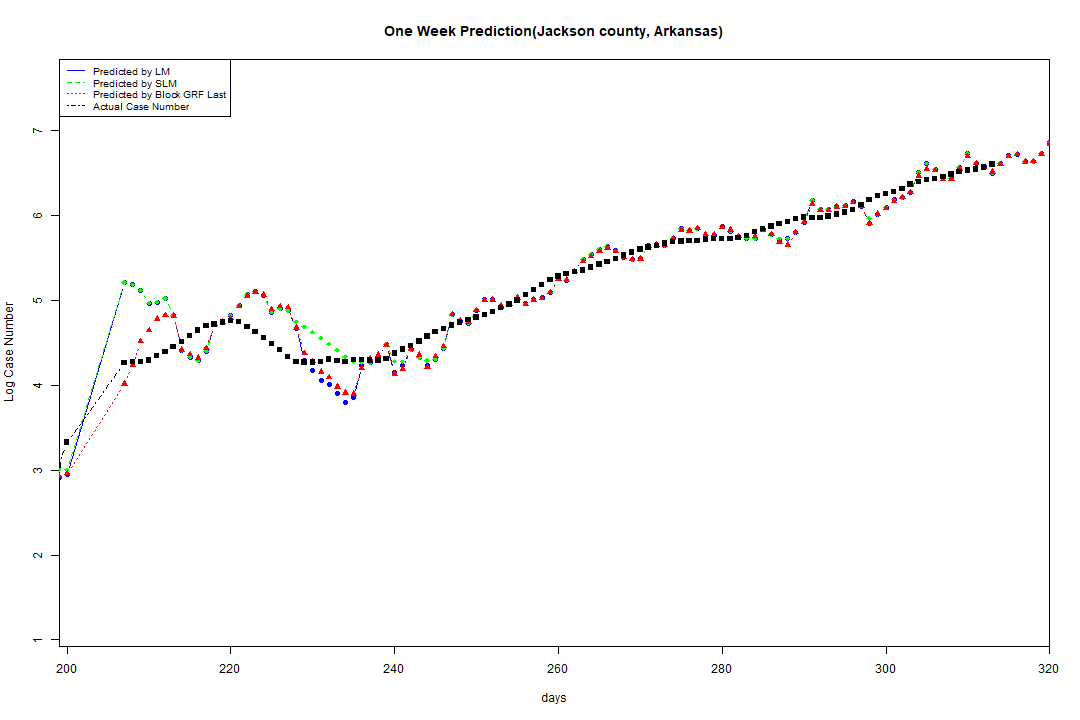 One Week Prediction(Jackson county, Arkansas)
Predicted by LM
Predicted by SLM
Predicted by Block GRF Last
Actual Case Number
7
6
5
4
3
2
1
Log Case Number
200 220 240 260 280 300 320
days